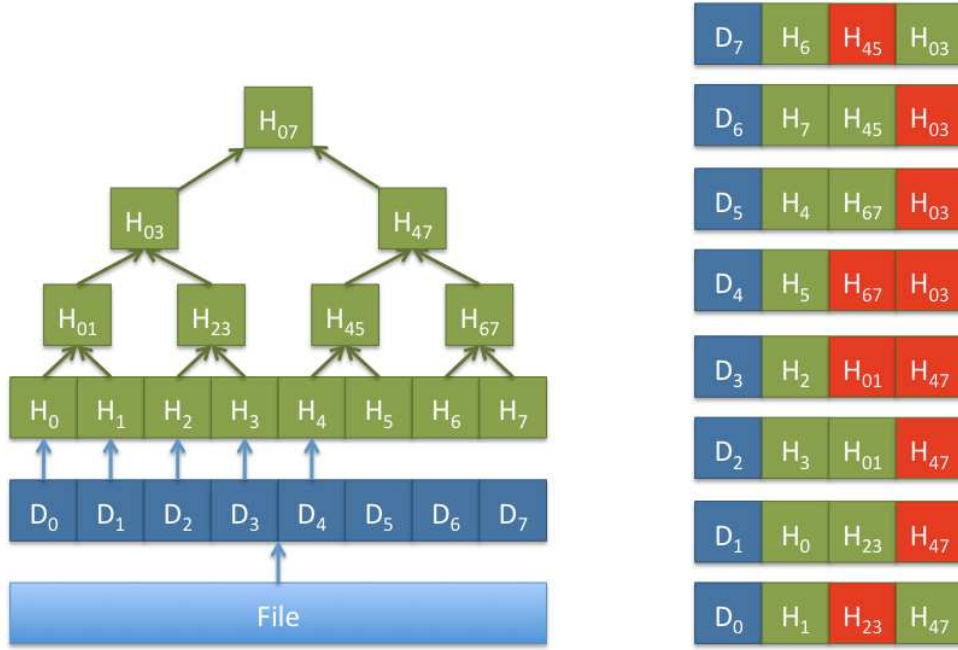 H₀₇
H₀₃ H₄₇
H₀₁ H₂₃ H₄₅ H₆₇
H₀ H₁ H₂ H₃ H₄ H₅ H₆ H₇
D₀ D₁ D₂ D₃ D₄ D₅ D₆ D₇
File
D₇ H₆ H₄₅ H₀₃
D₆ H₇ H₄₅ H₀₃
D₅ H₄ H₆₇ H₀₃
D₄ H₅ H₆₇ H₀₃
D₃ H₂ H₀₁ H₄₇
D₂ H₃ H₀₁ H₄₇
D₁ H₀ H₂₃ H₄₇
D₀ H₁ H₂₃ H₄₇